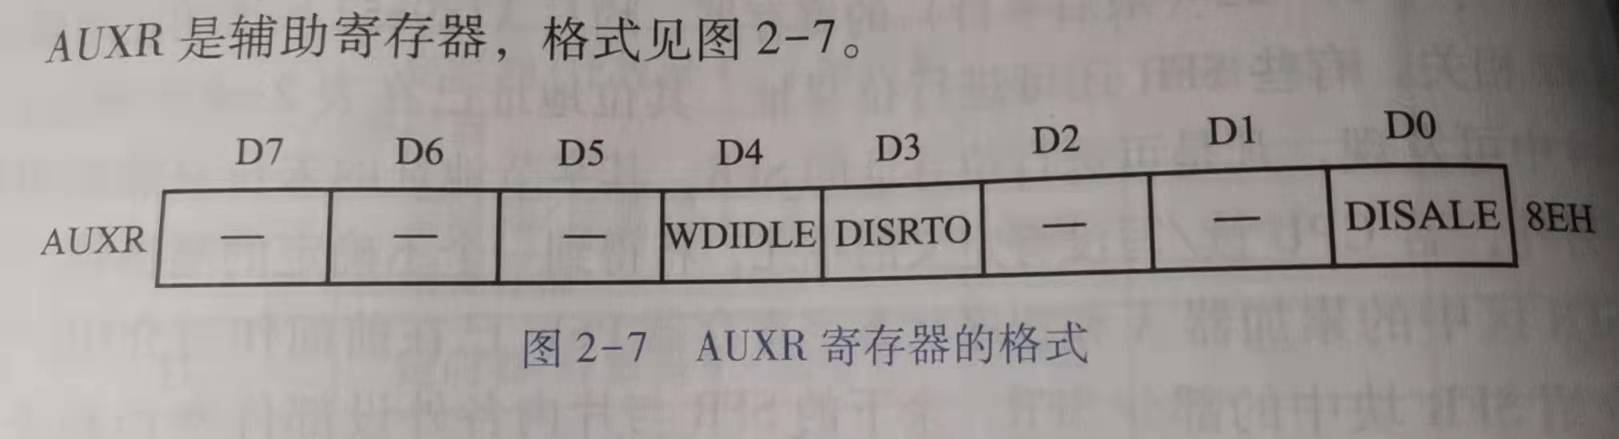 AUXR 是辅助寄存器，格式见图 2-7。
D7 D6 D5 D4 D3 D2 D1 D0
AUXR — — — WDIDLE DISRTO — — DISALE 8EH
图 2-7 AUXR 寄存器的格式